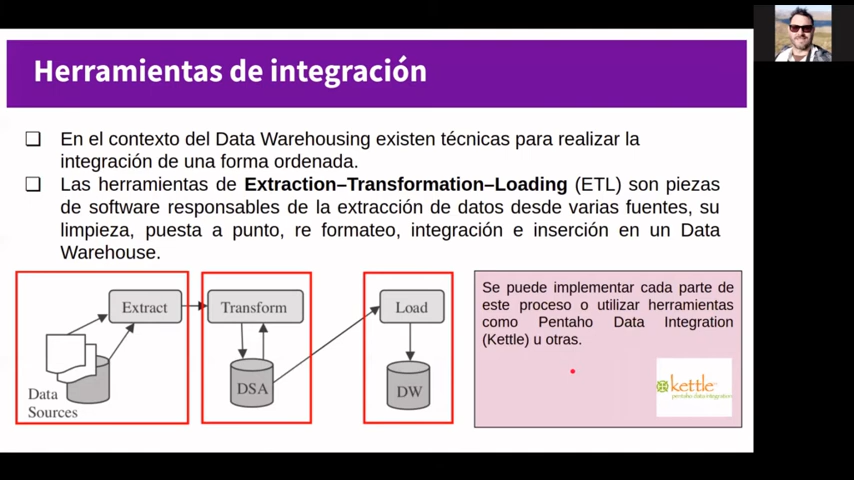 Herramientas de integración
❏ En el contexto del Data Warehousing existen técnicas para realizar la
integración de una forma ordenada.
❏ Las herramientas de Extraction–Transformation–Loading (ETL) son piezas
de software responsables de la extracción de datos desde varias fuentes, su
limpieza, puesta a punto, re formateo, integración e inserción en un Data
Warehouse.
Extract
Data
Sources
Transform
DSA
Load
DW
Se puede implementar cada parte de
este proceso o utilizar herramientas
como Pentaho Data Integration
(Kettle) u otras.
kettle
pentaho data integration